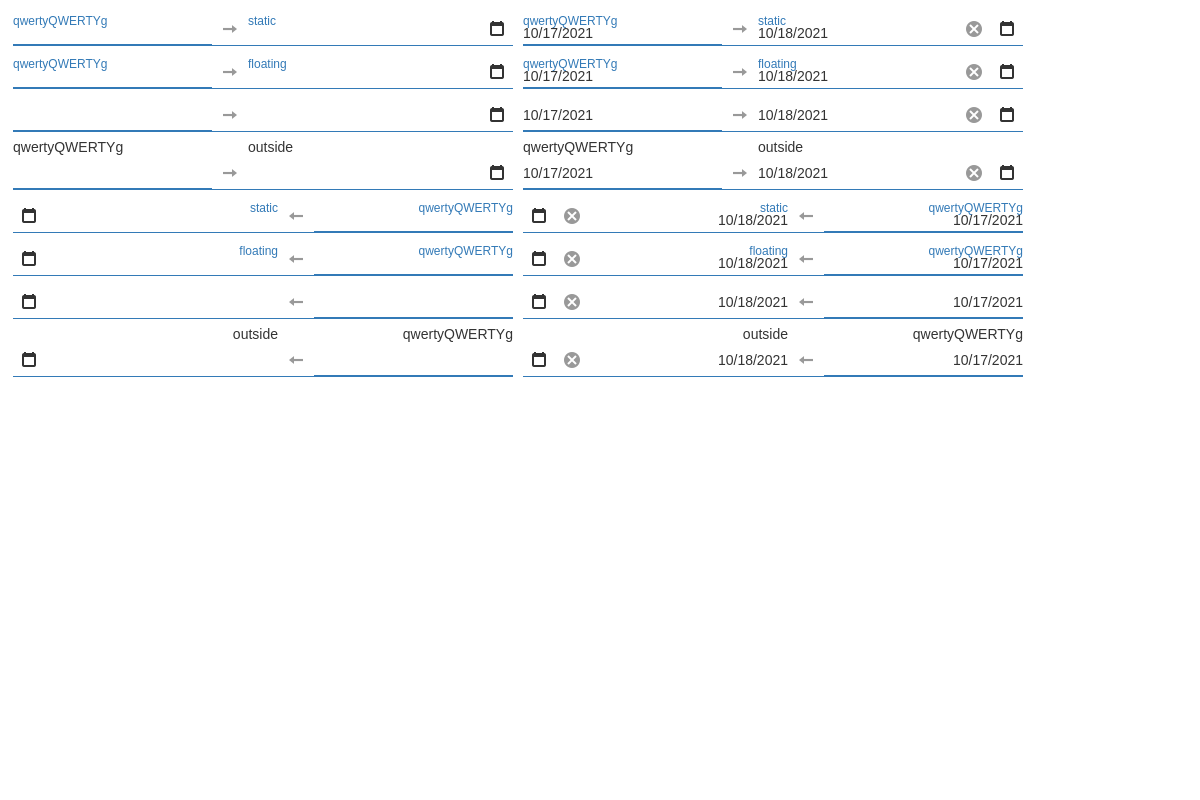 qwertyQWERTYg static qwertyQWERTYg static
10/17/2021 10/18/2021
qwertyQWERTYg floating qwertyQWERTYg floating
10/17/2021 10/18/2021
10/17/2021 10/18/2021
qwertyQWERTYg outside qwertyQWERTYg outside
10/17/2021 10/18/2021
static qwertyQWERTYg static qwertyQWERTYg
10/18/2021 10/17/2021
floating qwertyQWERTYg floating qwertyQWERTYg
10/18/2021 10/17/2021
10/18/2021 10/17/2021
outside qwertyQWERTYg outside qwertyQWERTYg
10/18/2021 10/17/2021